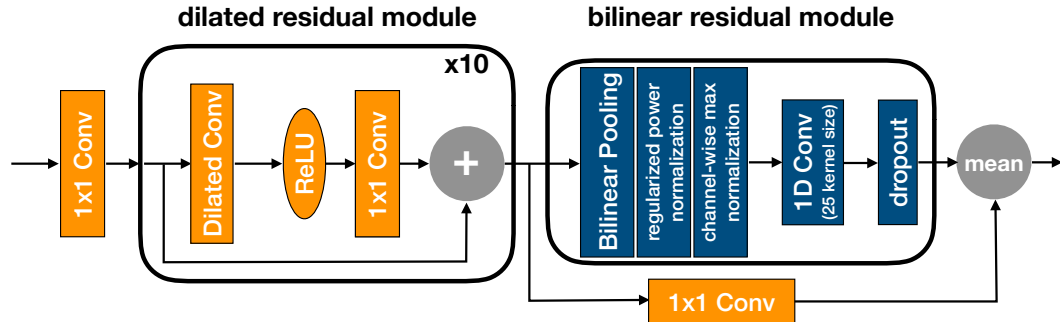 dilated residual module
bilinear residual module
x10
1x1 Conv
Dilated Conv
ReLU
1x1 Conv
+
Bilinear Pooling
regularized power
normalization
channel-wise max
normalization
1D Conv
(25 kernel size)
dropout
mean
1x1 Conv